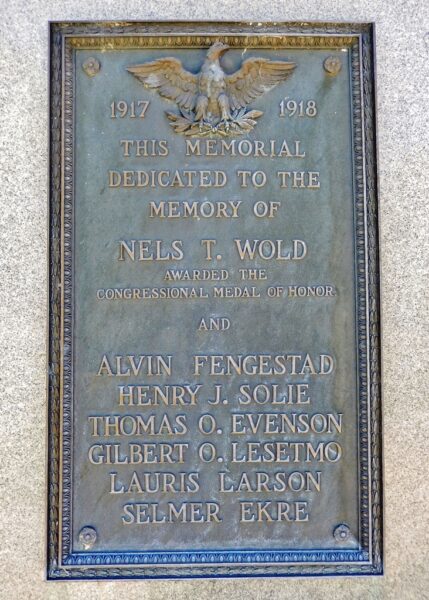 1917 1918
THIS MEMORIAL
DEDICATED TO THE
MEMORY OF
NELS T. WOLD
AWARDED THE
CONGRESSIONAL MEDAL OF HONOR
AND
ALVIN FENGESTAD
HENRY J. SOLIE
THOMAS O. EVENSON
GILBERT O. LESETMO
LAURIS LARSON
SELMER EKRE